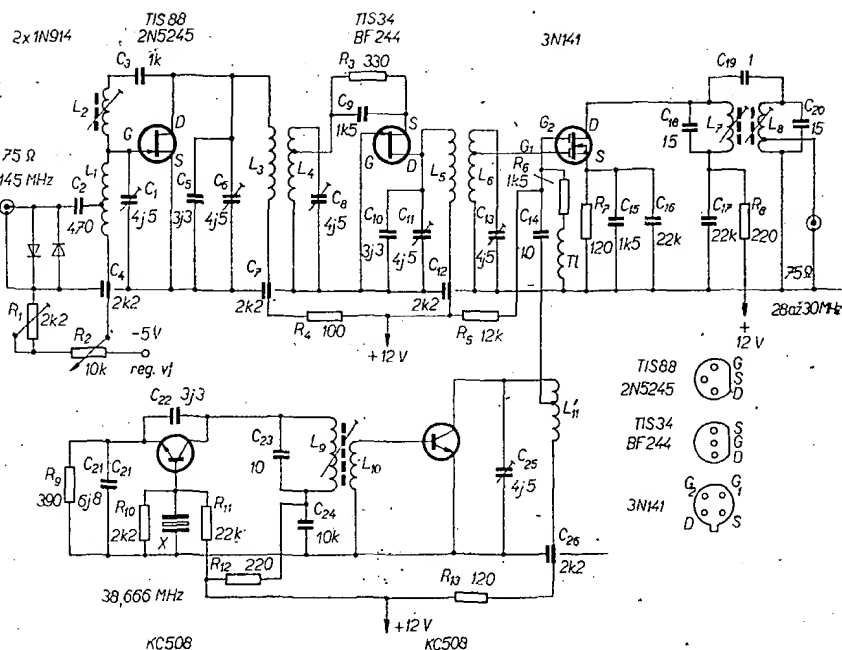 2x1N914
TIS88
2N5245
TIS34
BF244
3N141
C3 1k
L2
G
D
S
75 Ω
145 MHz
C2
470
L1
C1
4j5
C5
3j3
C6
4j5
L3
L4
R3 330
C9
1k5
C8
4j5
G
S
D
C10
3j3
C11
4j5
L5
L6
C13
4j5
G2
G1
D
S
R6
1k5
C14
10
Tl
R7
120
C15
1k5
C16
22k
C18
15
L7
L8
C19 1
C20
15
C17
22k
R8
220
75Ω
28až30MHz
+
12 V
R1
2k2
C4
2k2
R2
10k
-5V
reg. vf
C7
2k2
R4
100
+12 V
C12
2k2
R5 12k
C22 3j3
R9
390
C21
C21
6j8
R10
2k2
X
R11
22k
R12 220
38,666 MHz
C23
10
L9
L10
C24
10k
+12 V
R13 120
C25
4j5
L11
C26
2k2
KC508
KC508
TIS88
2N5245
G
S
D
TIS34
BF244
S
G
D
3N141
G2
G1
D
S